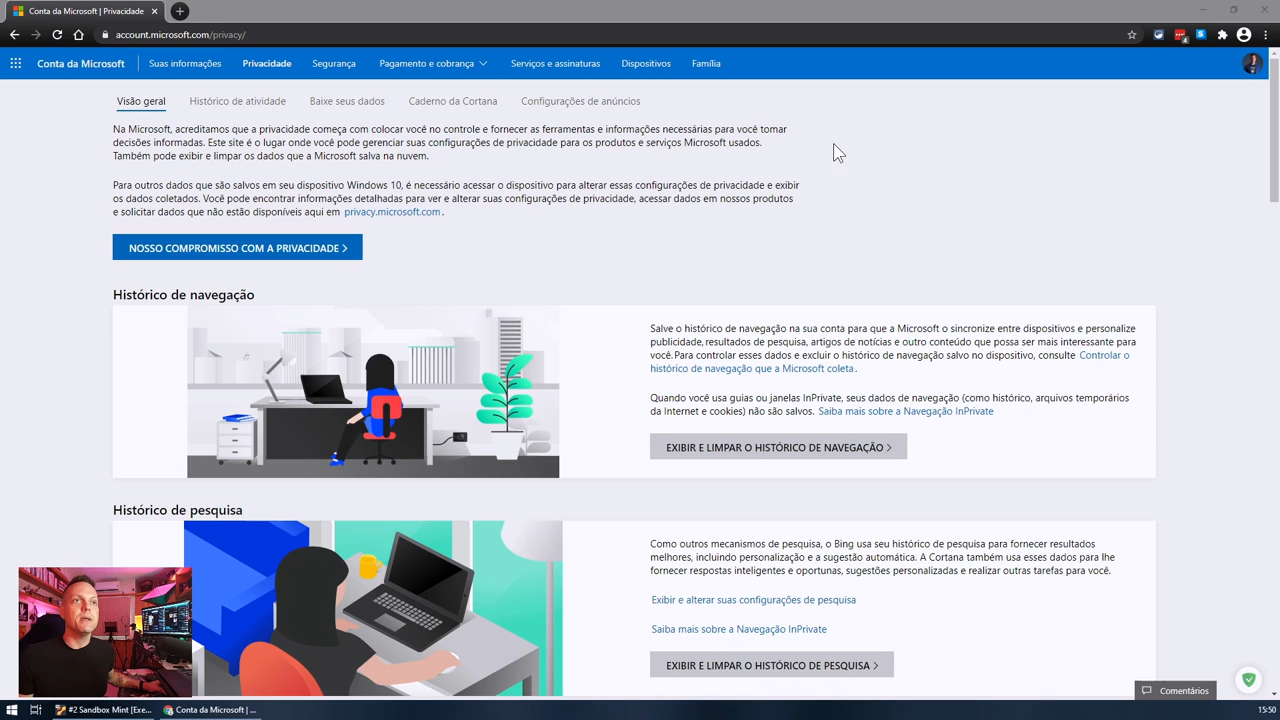 Conta da Microsoft | Privacidade
account.microsoft.com/privacy/
4
Conta da Microsoft
Suas informações
Privacidade
Segurança
Pagamento e cobrança
Serviços e assinaturas
Dispositivos
Família
Visão geral
Histórico de atividade
Baixe seus dados
Caderno da Cortana
Configurações de anúncios
Na Microsoft, acreditamos que a privacidade começa com colocar você no controle e fornecer as ferramentas e informações necessárias para você tomar
decisões informadas. Este site é o lugar onde você pode gerenciar suas configurações de privacidade para os produtos e serviços Microsoft usados.
Também pode exibir e limpar os dados que a Microsoft salva na nuvem.
Para outros dados que são salvos em seu dispositivo Windows 10, é necessário acessar o dispositivo para alterar essas configurações de privacidade e exibir
os dados coletados. Você pode encontrar informações detalhadas para ver e alterar suas configurações de privacidade, acessar dados em nossos produtos
e solicitar dados que não estão disponíveis aqui em privacy.microsoft.com.
NOSSO COMPROMISSO COM A PRIVACIDADE
Histórico de navegação
Salve o histórico de navegação na sua conta para que a Microsoft o sincronize entre dispositivos e personalize
publicidade, resultados de pesquisa, artigos de notícias e outro conteúdo que possa ser mais interessante para
você. Para controlar esses dados e excluir o histórico de navegação salvo no dispositivo, consulte Controlar o
histórico de navegação que a Microsoft coleta.
Quando você usa guias ou janelas InPrivate, seus dados de navegação (como histórico, arquivos temporários
da Internet e cookies) não são salvos. Saiba mais sobre a Navegação InPrivate
EXIBIR E LIMPAR O HISTÓRICO DE NAVEGAÇÃO
Histórico de pesquisa
Como outros mecanismos de pesquisa, o Bing usa seu histórico de pesquisa para fornecer resultados
melhores, incluindo personalização e a sugestão automática. A Cortana também usa esses dados para lhe
fornecer respostas inteligentes e oportunas, sugestões personalizadas e realizar outras tarefas para você.
Exibir e alterar suas configurações de pesquisa
Saiba mais sobre a Navegação InPrivate
EXIBIR E LIMPAR O HISTÓRICO DE PESQUISA
Comentários
#2 Sandbox Mint [Exe...
Conta da Microsoft | ...
15:50